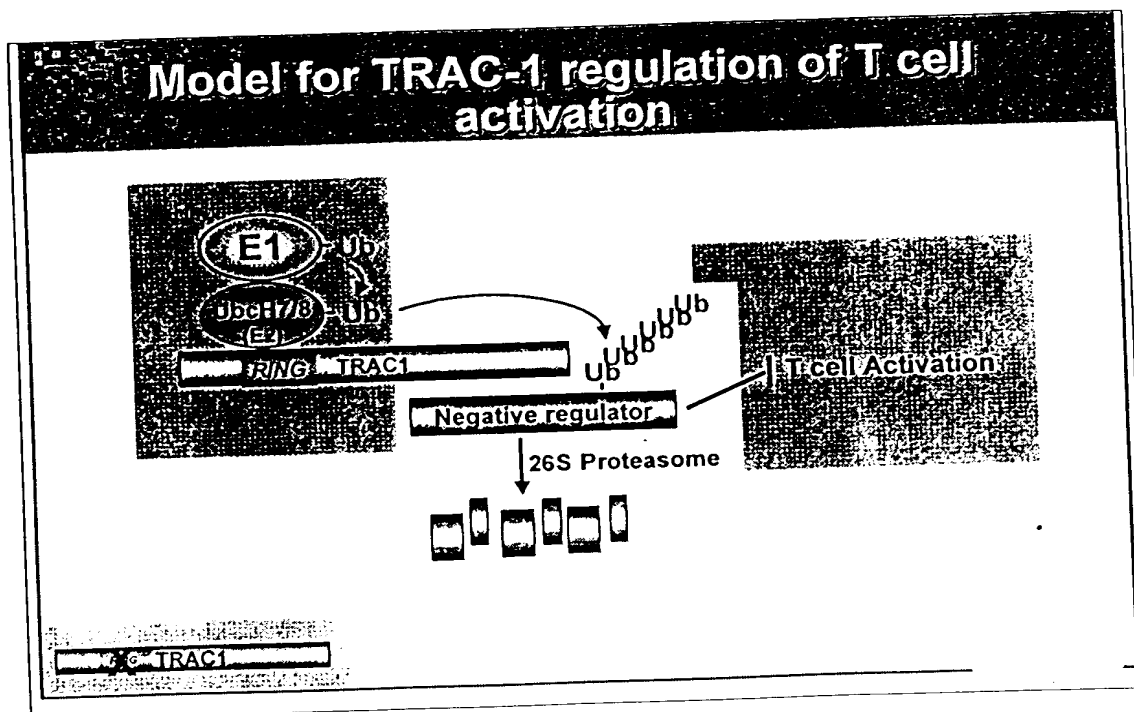 Model for TRAC-1 regulation of T cell
activation
E1
Ub
UbcH7/8
Ub
(E2)
RING TRAC1
Ub
Ub
Ub
Ub
Ub
Negative regulator
T cell Activation
26S Proteasome
TRAC1